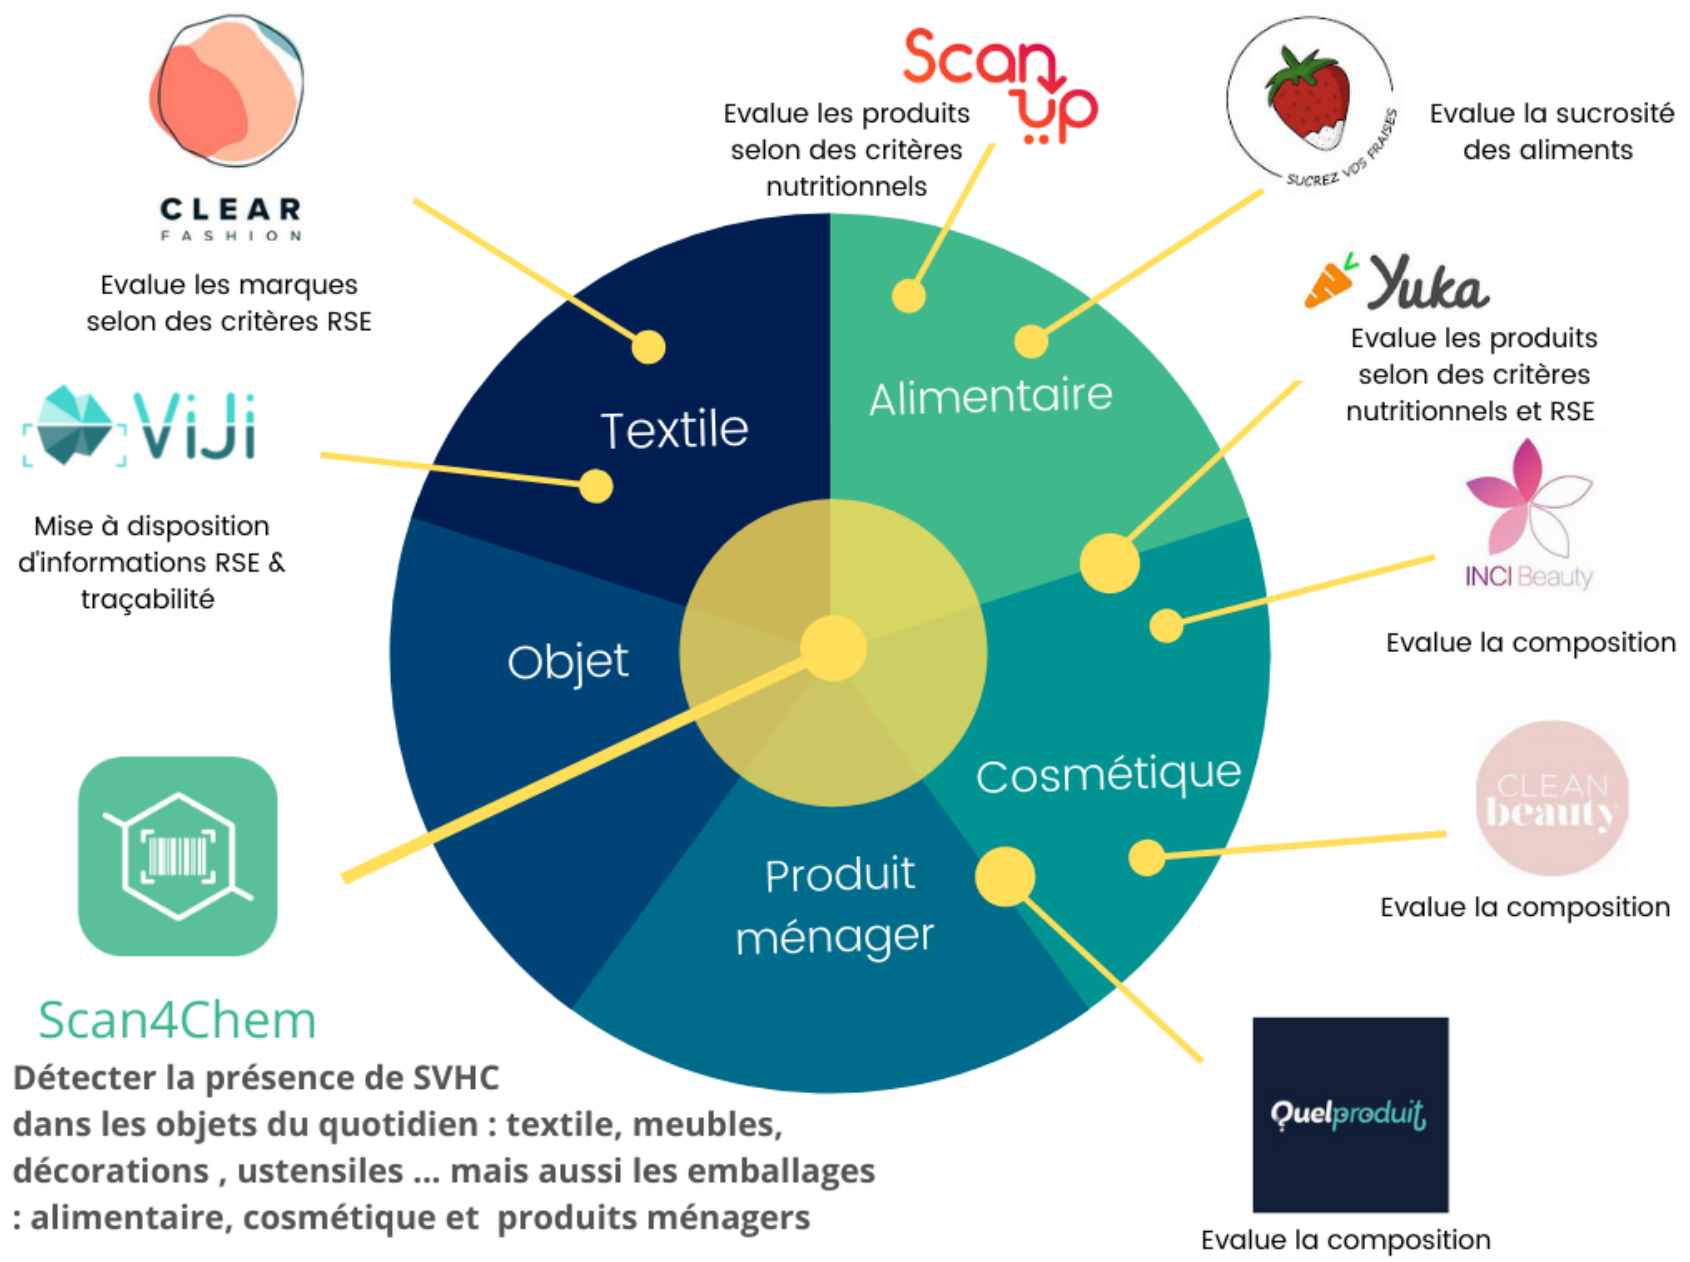 CLEAR
FASHION
Evalue les marques
selon des critères RSE
ViJi
Mise à disposition
d'informations RSE &
traçabilité
Scan4Chem
Détecter la présence de SVHC
dans les objets du quotidien : textile, meubles,
décorations , ustensiles ... mais aussi les emballages
: alimentaire, cosmétique et  produits ménagers
Scan
up
Evalue les produits
selon des critères
nutritionnels
SUCREZ VOS FRAISES
Evalue la sucrosité
des aliments
Yuka
Evalue les produits
selon des critères
nutritionnels et RSE
INCI Beauty
Evalue la composition
CLEAN
beauty
Evalue la composition
Quelproduit
Evalue la composition
Textile
Alimentaire
Objet
Cosmétique
Produit
ménager